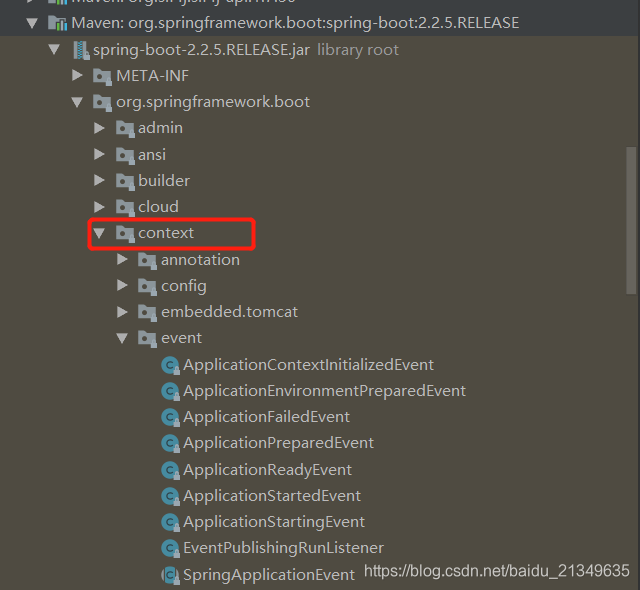 Maven: org.springframework.boot:spring-boot:2.2.5.RELEASE
spring-boot-2.2.5.RELEASE.jar library root
META-INF
org.springframework.boot
admin
ansi
builder
cloud
context
annotation
config
embedded.tomcat
event
ApplicationContextInitializedEvent
ApplicationEnvironmentPreparedEvent
ApplicationFailedEvent
ApplicationPreparedEvent
ApplicationReadyEvent
ApplicationStartedEvent
ApplicationStartingEvent
EventPublishingRunListener
SpringApplicationEvent https://blog.csdn.net/baidu_21349635